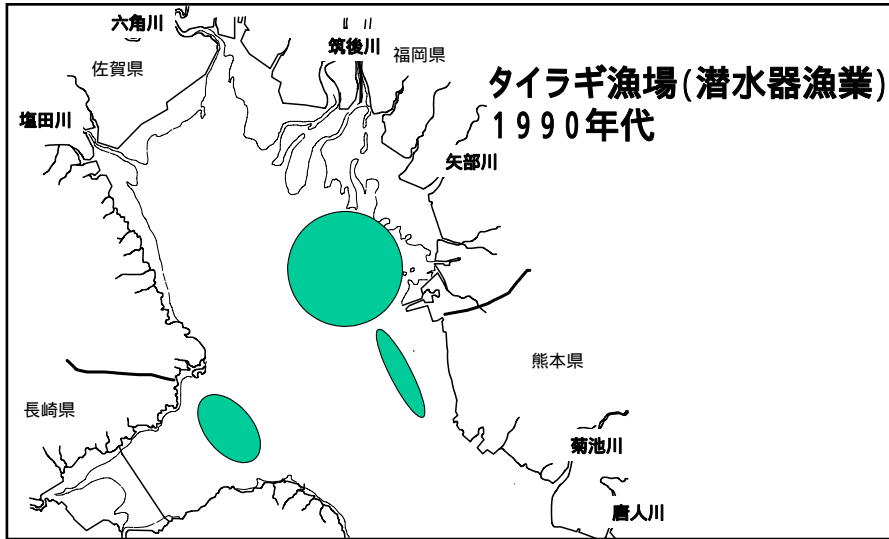 六角川
筑後川
福岡県
佐賀県
タイラギ漁場(潜水器漁業)
1990年代
塩田川
矢部川
熊本県
長崎県
菊池川
唐人川